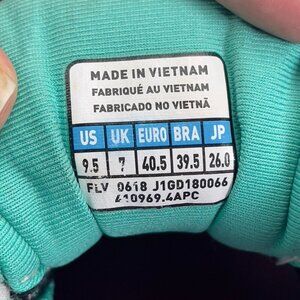 MADE IN VIETNAM
FABRIQUÉ AU VIETNAM
FABRICADO NO VIETNÃ
US UK EURO BRA JP
9.5 7 40.5 39.5 26.0
FLV 0618 J1GD180066
410969.4APC